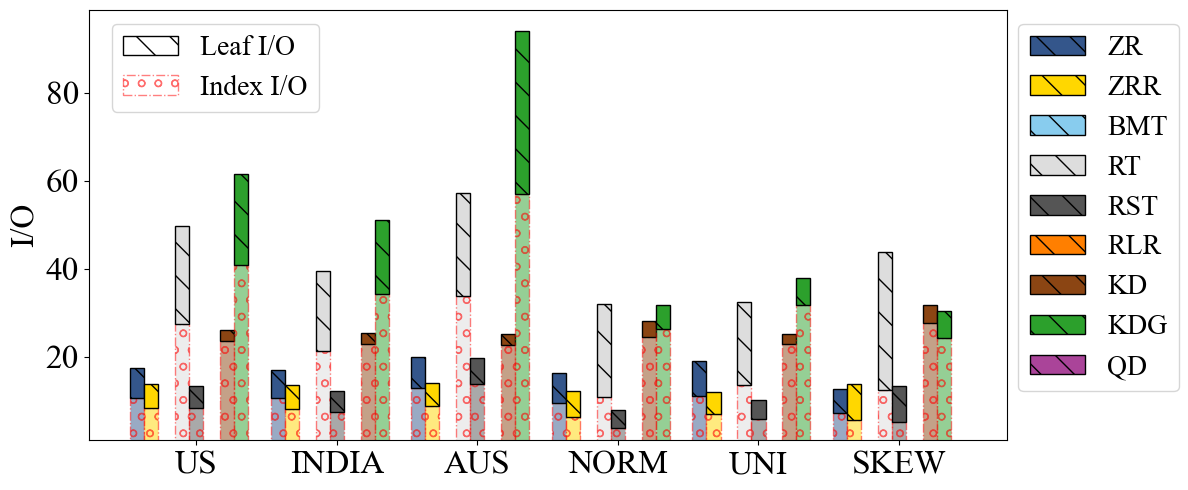 Leaf I/O
Index I/O
I/O
80
60
40
20
US INDIA AUS NORM UNI SKEW
ZR
ZRR
BMT
RT
RST
RLR
KD
KDG
QD